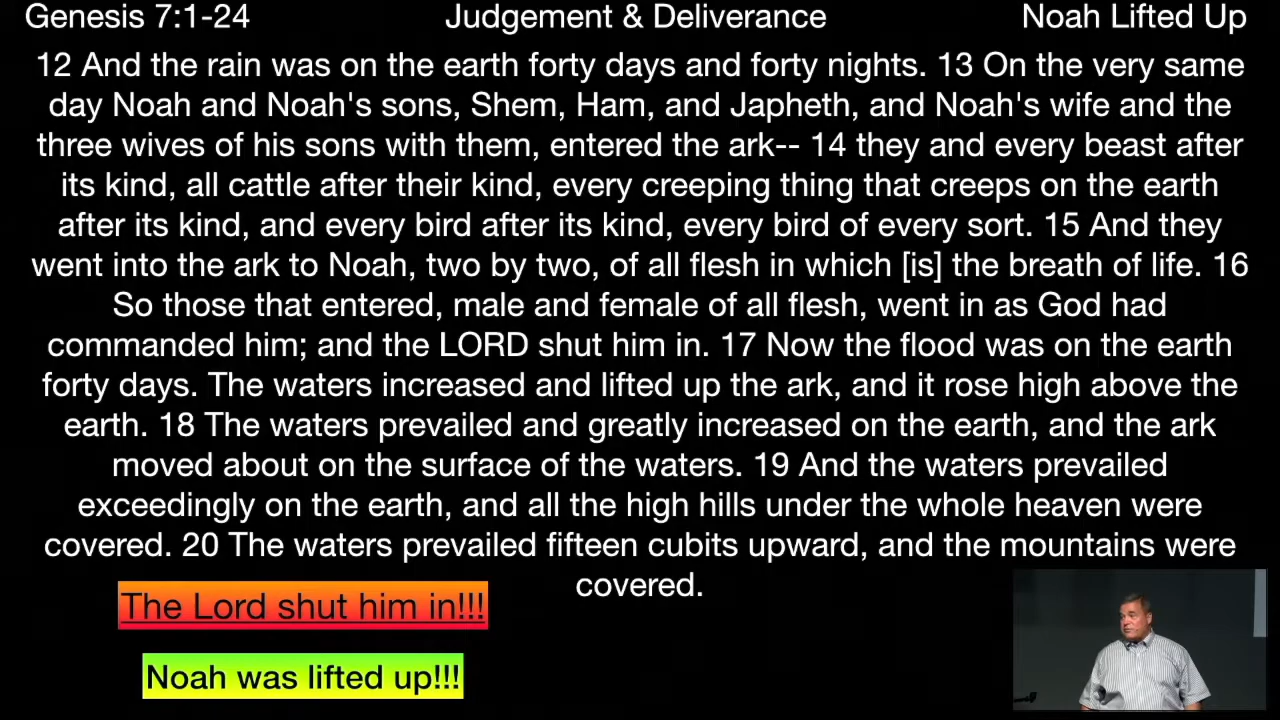 Genesis 7:1-24 Judgement & Deliverance Noah Lifted Up
12 And the rain was on the earth forty days and forty nights. 13 On the very same
day Noah and Noah's sons, Shem, Ham, and Japheth, and Noah's wife and the
three wives of his sons with them, entered the ark-- 14 they and every beast after
its kind, all cattle after their kind, every creeping thing that creeps on the earth
after its kind, and every bird after its kind, every bird of every sort. 15 And they
went into the ark to Noah, two by two, of all flesh in which [is] the breath of life. 16
So those that entered, male and female of all flesh, went in as God had
commanded him; and the LORD shut him in. 17 Now the flood was on the earth
forty days. The waters increased and lifted up the ark, and it rose high above the
earth. 18 The waters prevailed and greatly increased on the earth, and the ark
moved about on the surface of the waters. 19 And the waters prevailed
exceedingly on the earth, and all the high hills under the whole heaven were
covered. 20 The waters prevailed fifteen cubits upward, and the mountains were
covered.
The Lord shut him in!!!
Noah was lifted up!!!